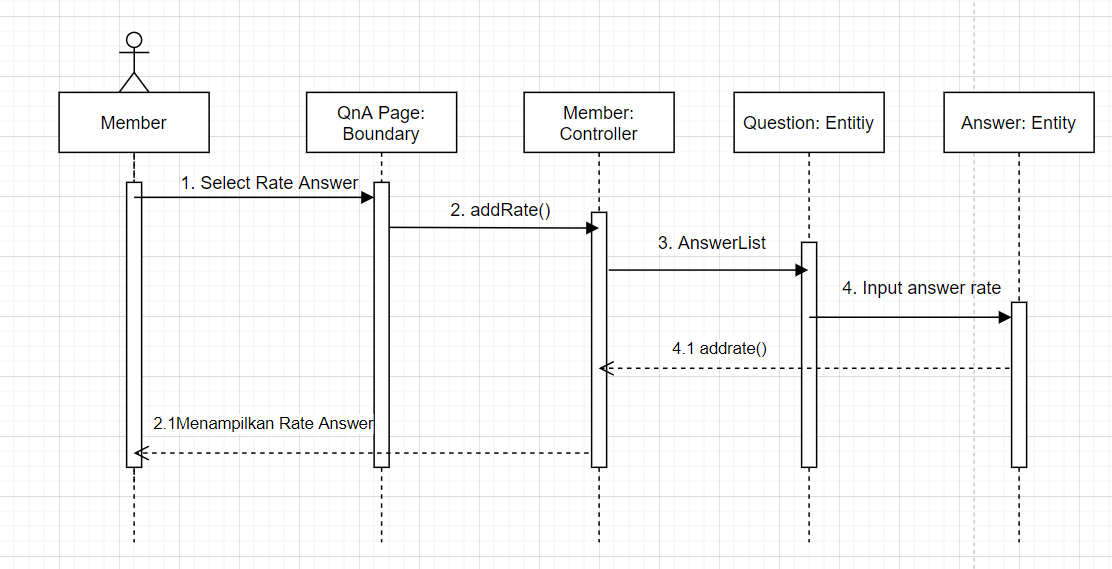 Member
QnA Page:
Boundary
Member:
Controller
Question: Entitiy
Answer: Entity
1. Select Rate Answer
2. addRate()
3. AnswerList
4. Input answer rate
4.1 addrate()
2.1Menampilkan Rate Answer